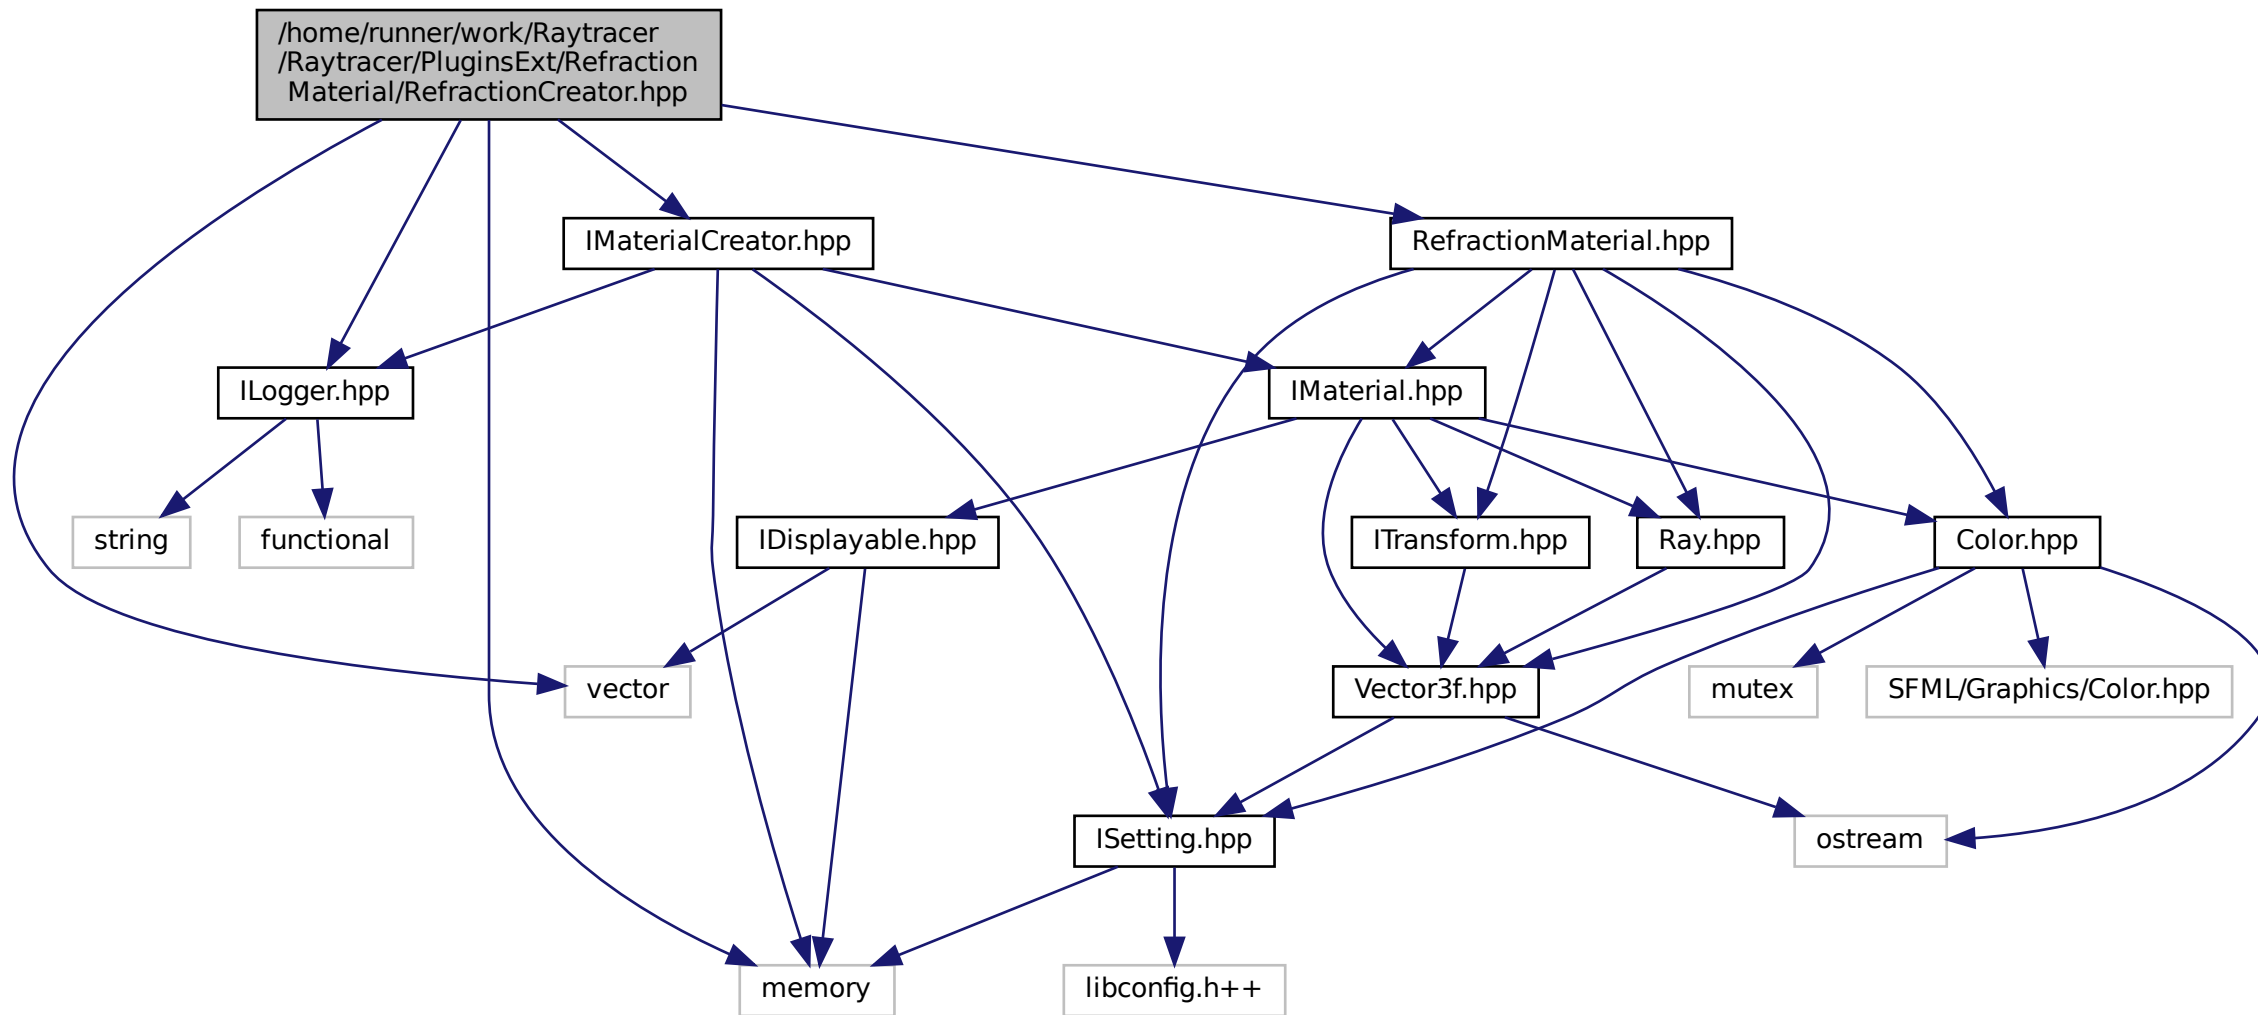 /home/runner/work/Raytracer
/Raytracer/PluginsExt/Refraction
Material/RefractionCreator.hpp
IMaterialCreator.hpp
RefractionMaterial.hpp
ILogger.hpp
IMaterial.hpp
string
functional
IDisplayable.hpp
ITransform.hpp
Ray.hpp
Color.hpp
vector
Vector3f.hpp
mutex
SFML/Graphics/Color.hpp
ISetting.hpp
ostream
memory
libconfig.h++